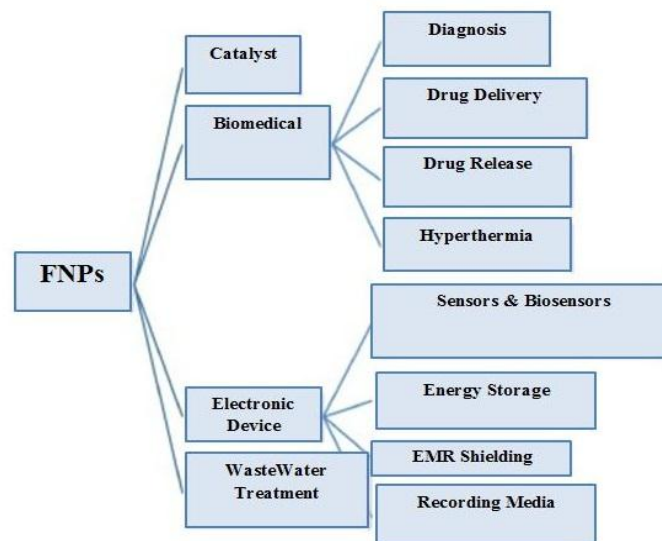 FNPs
Catalyst
Biomedical
Diagnosis
Drug Delivery
Drug Release
Hyperthermia
Electronic
Device
Sensors & Biosensors
Energy Storage
EMR Shielding
Recording Media
WasteWater
Treatment